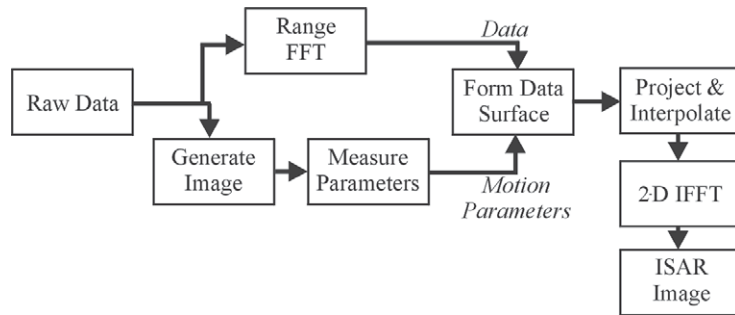 Raw Data
Range
FFT
Data
Generate
Image
Measure
Parameters
Motion
Parameters
Form Data
Surface
Project &
Interpolate
2-D IFFT
ISAR
Image